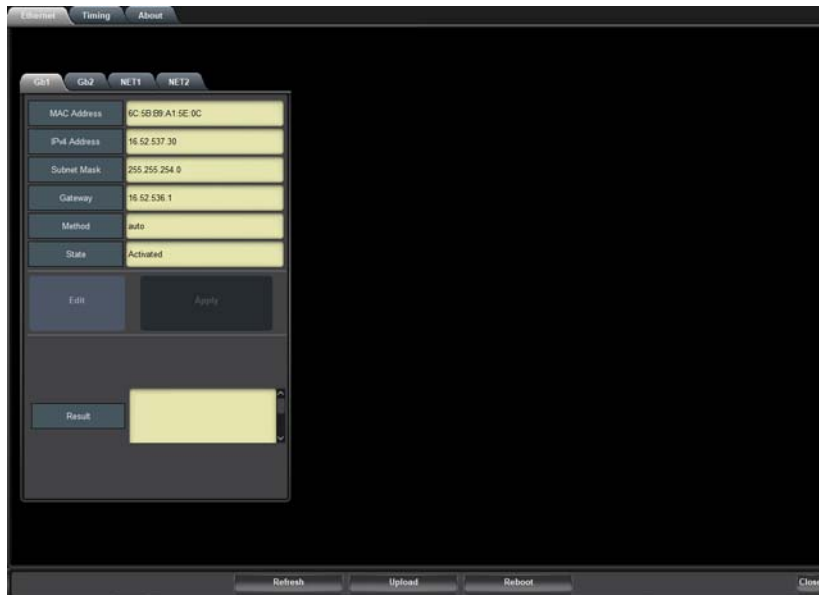 Ethernet Timing About
Gb1 Gb2 NET1 NET2
MAC Address 6C:5B:B9:A1:5E:0C
IPv4 Address 16.52.537.30
Subnet Mask 255.255.254.0
Gateway 16.52.536.1
Method auto
State Activated
Edit Apply
Result
Refresh Upload Reboot Close